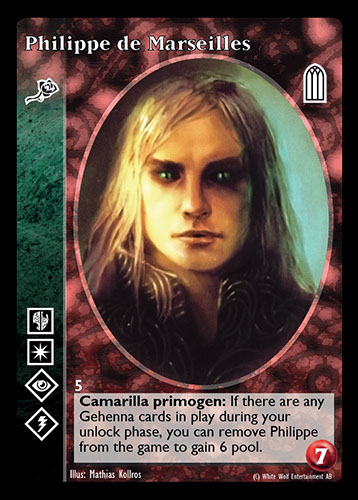 Philippe de Marseilles
5
Camarilla primogen: If there are any
Gehenna cards in play during your
unlock phase, you can remove Philippe
from the game to gain 6 pool.
7
Illus: Mathias Kollros
(C) White Wolf Entertainment AB